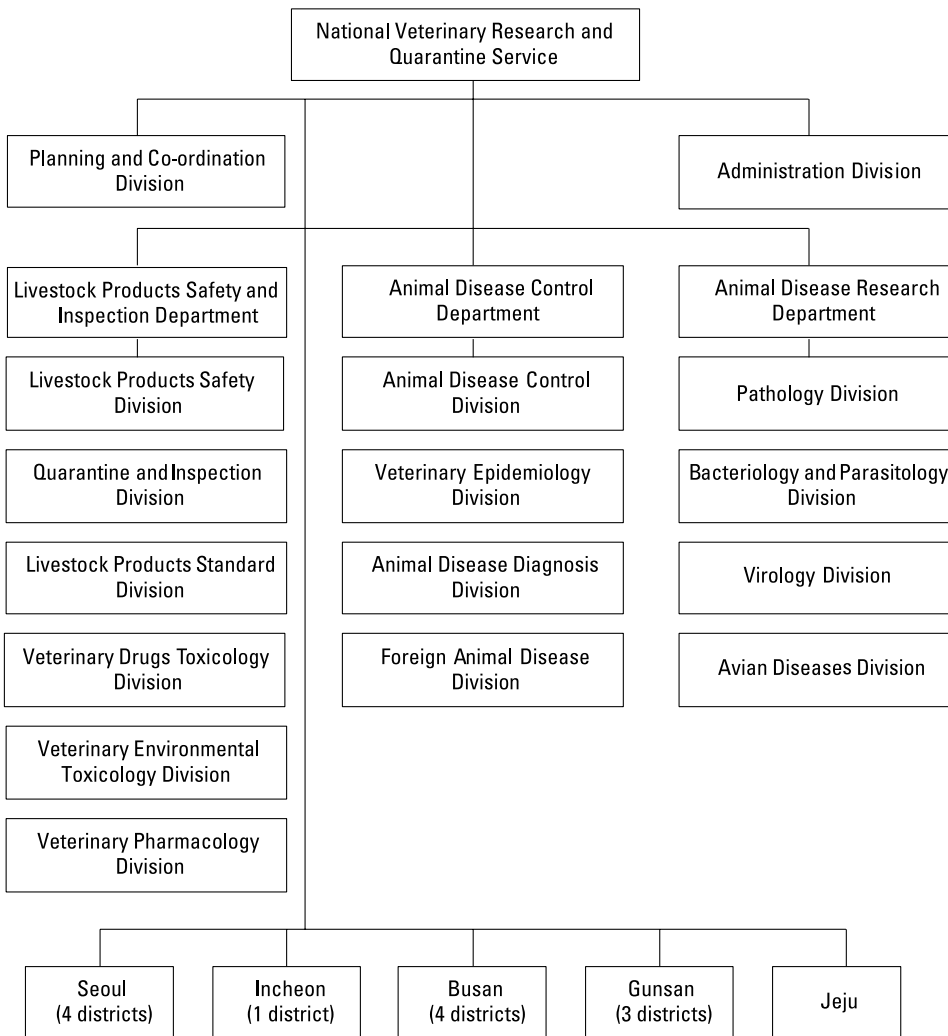 National Veterinary Research and
Quarantine Service
Planning and Co-ordination
Division
Administration Division
Livestock Products Safety and
Inspection Department
Animal Disease Control
Department
Animal Disease Research
Department
Livestock Products Safety
Division
Animal Disease Control
Division
Pathology Division
Quarantine and Inspection
Division
Veterinary Epidemiology
Division
Bacteriology and Parasitology
Division
Livestock Products Standard
Division
Animal Disease Diagnosis
Division
Virology Division
Veterinary Drugs Toxicology
Division
Foreign Animal Disease
Division
Avian Diseases Division
Veterinary Environmental
Toxicology Division
Veterinary Pharmacology
Division
Seoul
(4 districts)
Incheon
(1 district)
Busan
(4 districts)
Gunsan
(3 districts)
Jeju